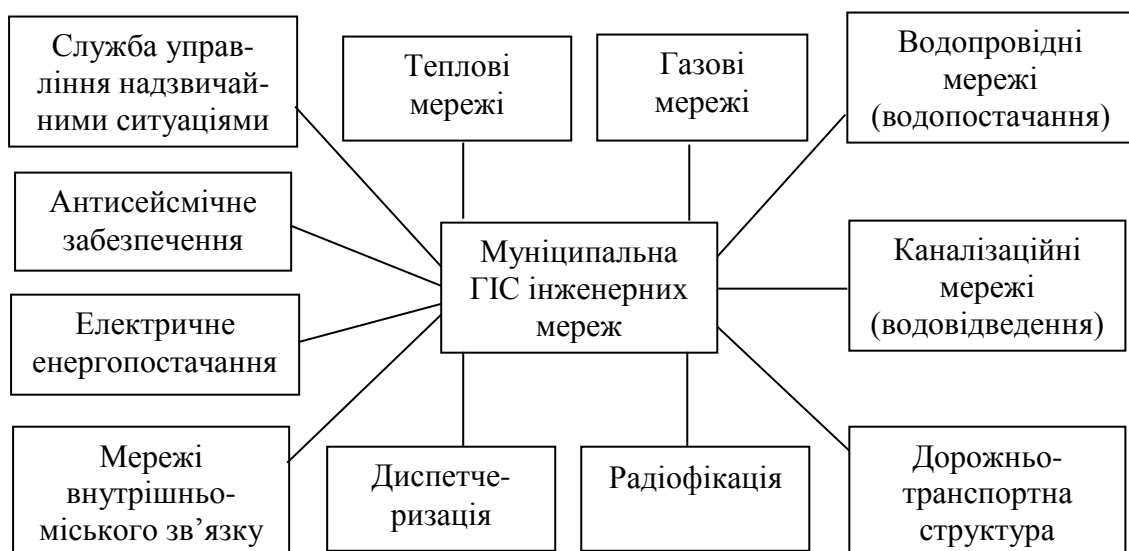 Служба управ-
ління надзвичай-
ними ситуаціями
Теплові
мережі
Газові
мережі
Водопровідні
мережі
(водопостачання)
Антисейсмічне
забезпечення
Муніципальна
ГІС інженерних
мереж
Каналізаційні
мережі
(водовідведення)
Електричне
енергопостачання
Мережі
внутрішньо-
міського зв’язку
Диспетче-
ризація
Радіофікація
Дорожньо-
транспортна
структура